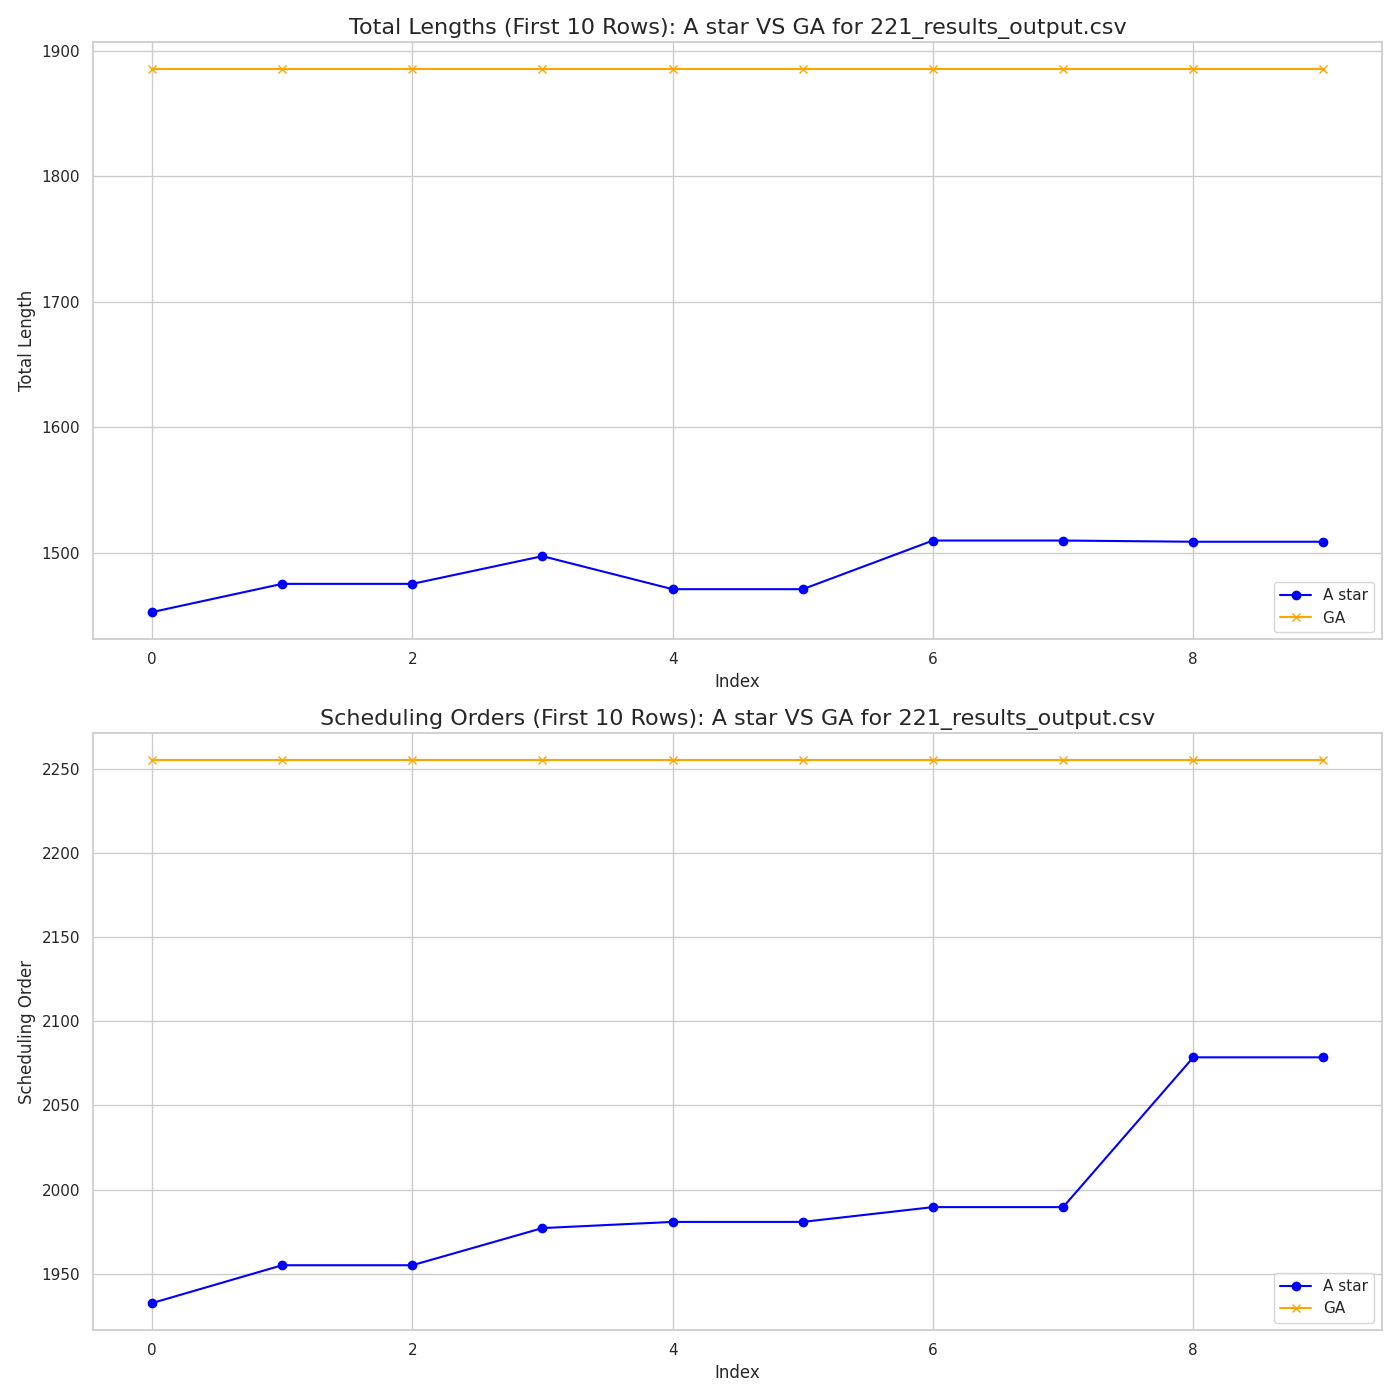 Total Lengths (First 10 Rows): A star VS GA for 221_results_output.csv
1900
1800
1700
1600
1500
Total Length
A star
GA
0 2 4 6 8
Index
Scheduling Orders (First 10 Rows): A star VS GA for 221_results_output.csv
2250
2200
2150
2100
2050
2000
1950
Scheduling Order
A star
GA
0 2 4 6 8
Index